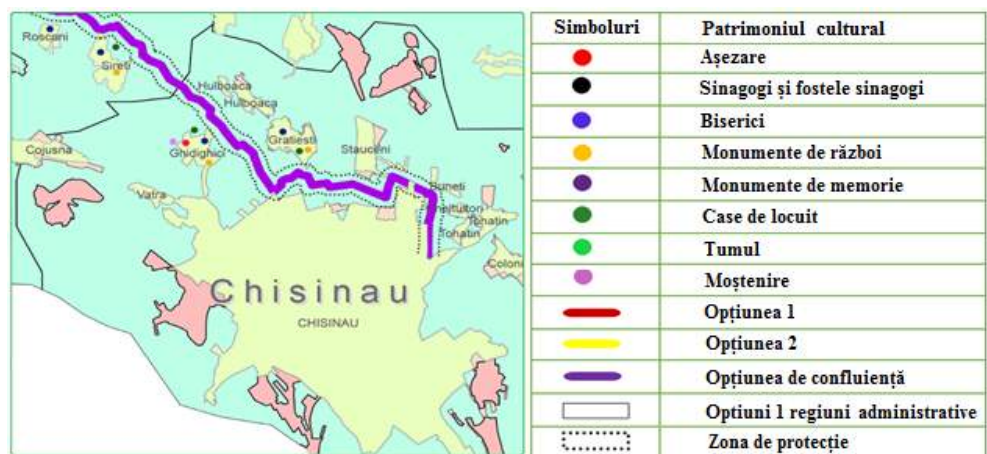 Roscani
Sireti
Hulboaca
Hulboaca
Cojusna
Ghidighici
Gratiesti
Stauceni
Vatra
Buneti
Tohatin
Tohatin
Coloni
Chisinau
CHISINAU
Simboluri Patrimoniul cultural
Așezare
Sinagogi și fostele sinagogi
Biserici
Monumente de război
Monumente de memorie
Case de locuit
Tumul
Moștenire
Opțiunea 1
Opțiunea 2
Opțiunea de confluiență
Optiuni 1 regiuni administrative
Zona de protecție